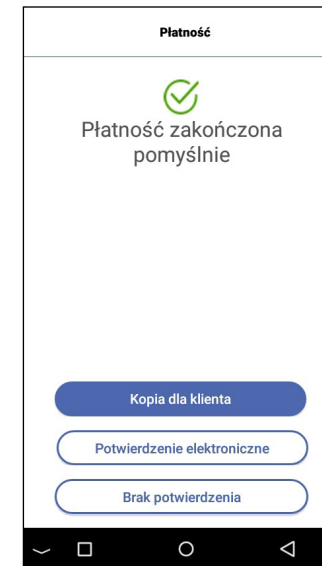 Płatność
Płatność zakończona
pomyślnie
Kopia dla klienta
Potwierdzenie elektroniczne
Brak potwierdzenia